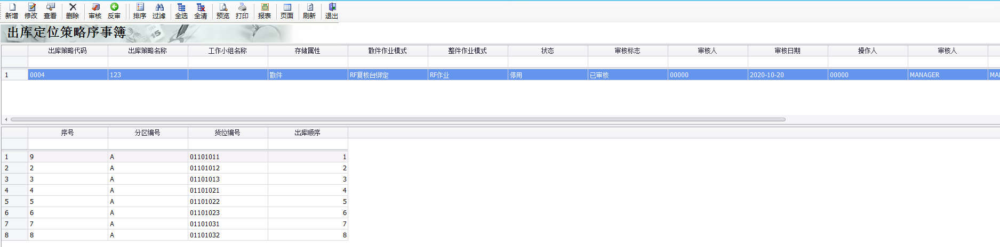 新增 修改 查看 删除 审核 反审 排序 过滤 全选 全清 预览 打印 报表 页面 刷新 退出
出库定位策略序事簿
出库策略代码 出库策略名称 工作小组名称 存储属性 散件作业模式 整件作业模式 状态 审核标志 审核人 审核日期 操作人 审核人
1 0004 123 散件 RF复核台绑定 RF作业 停用 已审核 00000 2020-10-20 00000 MANAGER MAN
序号 分区编号 货位编号 出库顺序
1 9 A 01101011 1
2 2 A 01101012 2
3 3 A 01101013 3
4 4 A 01101021 4
5 5 A 01101022 5
6 6 A 01101023 6
7 7 A 01101031 7
8 8 A 01101032 8